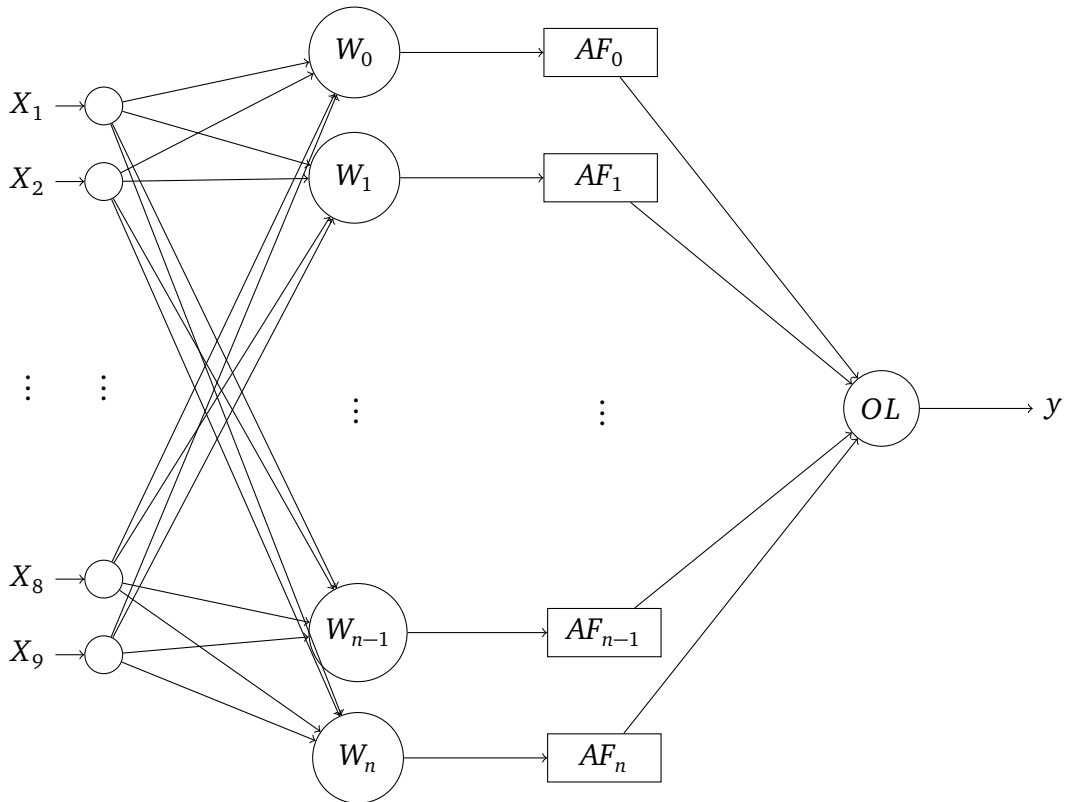 W₀ AF₀
X₁
W₁ AF₁
X₂
⋮ ⋮ ⋮ ⋮
OL y
X₈
Wₙ₋₁ AFₙ₋₁
X₉
Wₙ AFₙ